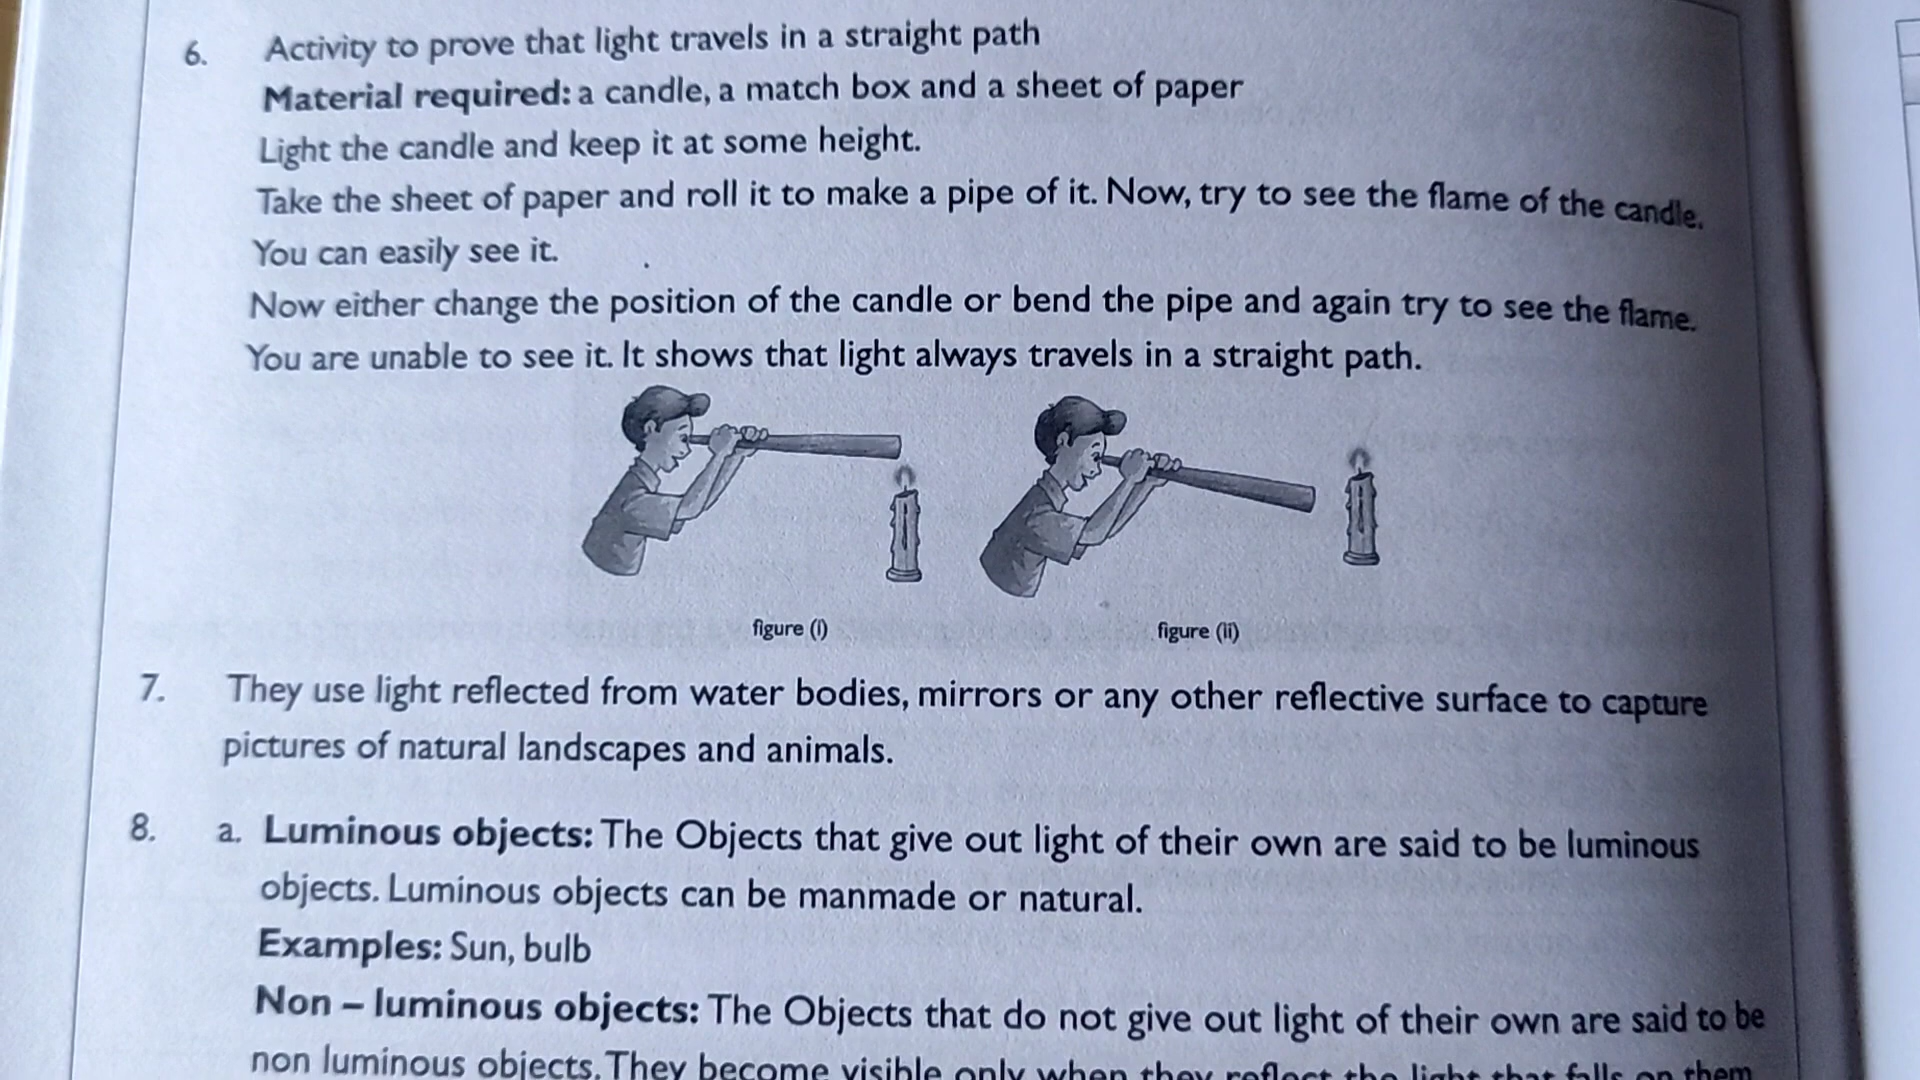 6. Activity to prove that light travels in a straight path
Material required: a candle, a match box and a sheet of paper
Light the candle and keep it at some height.
Take the sheet of paper and roll it to make a pipe of it. Now, try to see the flame of the candle.
You can easily see it.
Now either change the position of the candle or bend the pipe and again try to see the flame.
You are unable to see it. It shows that light always travels in a straight path.
figure (i) figure (ii)
7. They use light reflected from water bodies, mirrors or any other reflective surface to capture
pictures of natural landscapes and animals.
8. a. Luminous objects: The Objects that give out light of their own are said to be luminous
objects. Luminous objects can be manmade or natural.
Examples: Sun, bulb
Non – luminous objects: The Objects that do not give out light of their own are said to be
non luminous objects. They become visible only when they reflect the light that falls on them